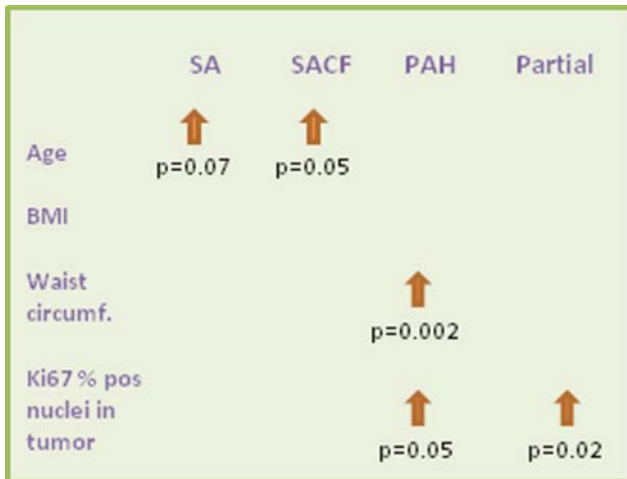 SA SACF PAH Partial
Age
p=0.07 p=0.05
BMI
Waist
circumf.
p=0.002
Ki67 % pos
nuclei in
tumor
p=0.05 p=0.02